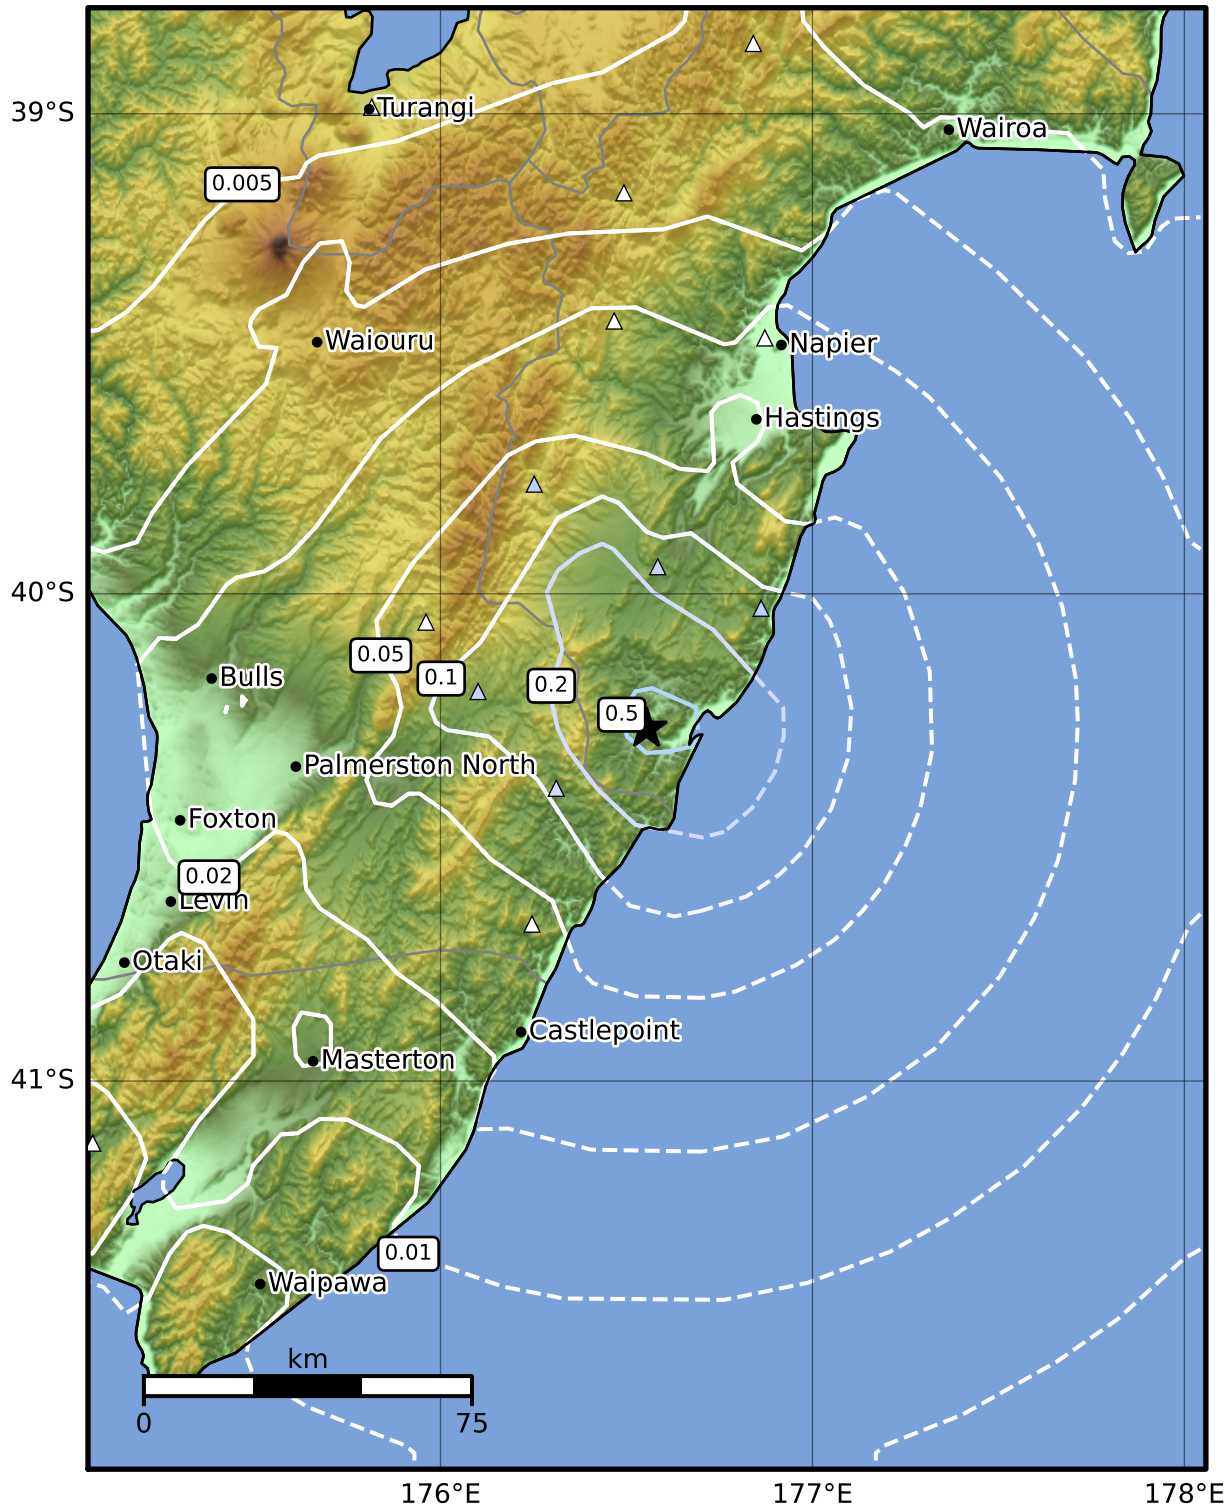 Turangi
39°S
Wairoa
0.005
Waiouru
Napier
Hastings
40°S
0.05
0.1
Bulls
0.2
0.5
Palmerston North
Foxton
0.02
Levin
Otaki
Castlepoint
Masterton
41°S
0.01
Waipawa
km
0
75
176°E
177°E
178°E